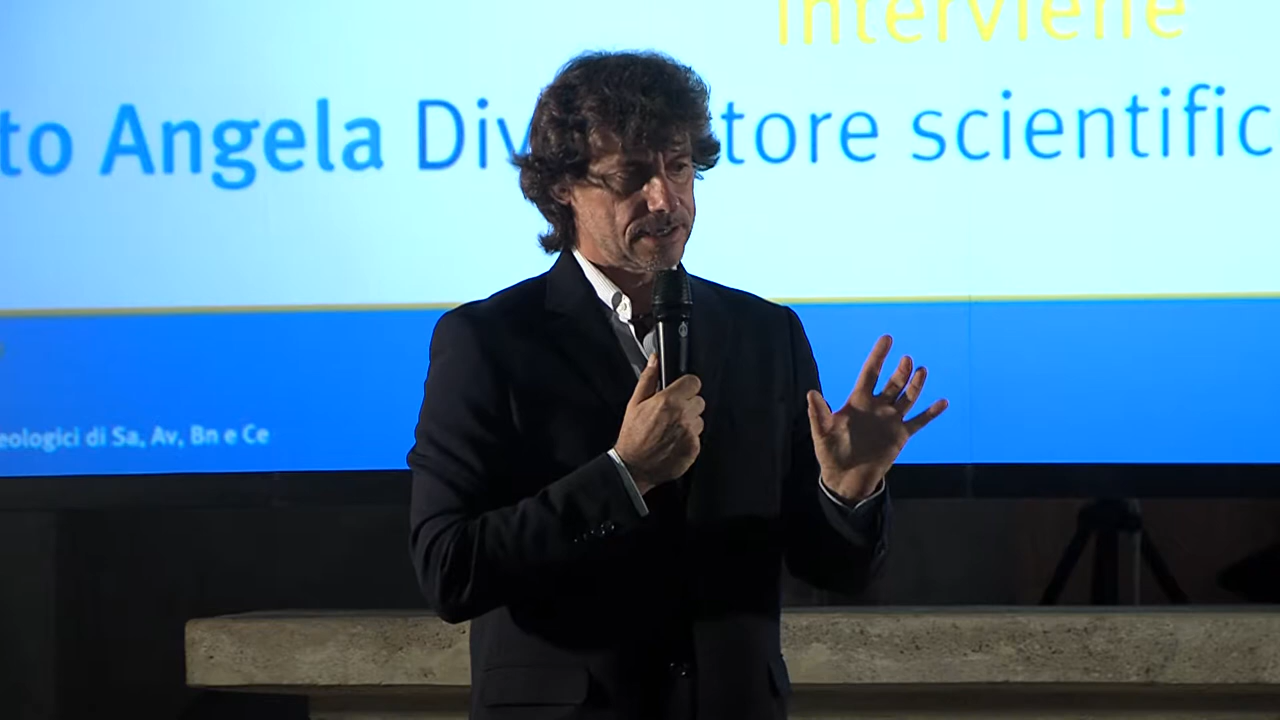 interviene
to Angela Div tore scientific
eologici di Sa, Av, Bn e Ce